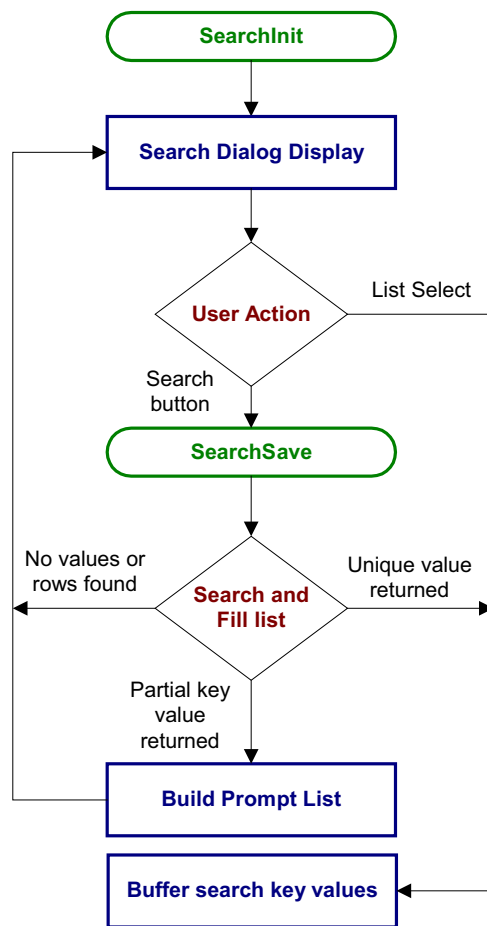 SearchInit
Search Dialog Display
List Select
User Action
Search
button
SearchSave
No values or
rows found
Search and
Fill list
Unique value
returned
Partial key
value
returned
Build Prompt List
Buffer search key values